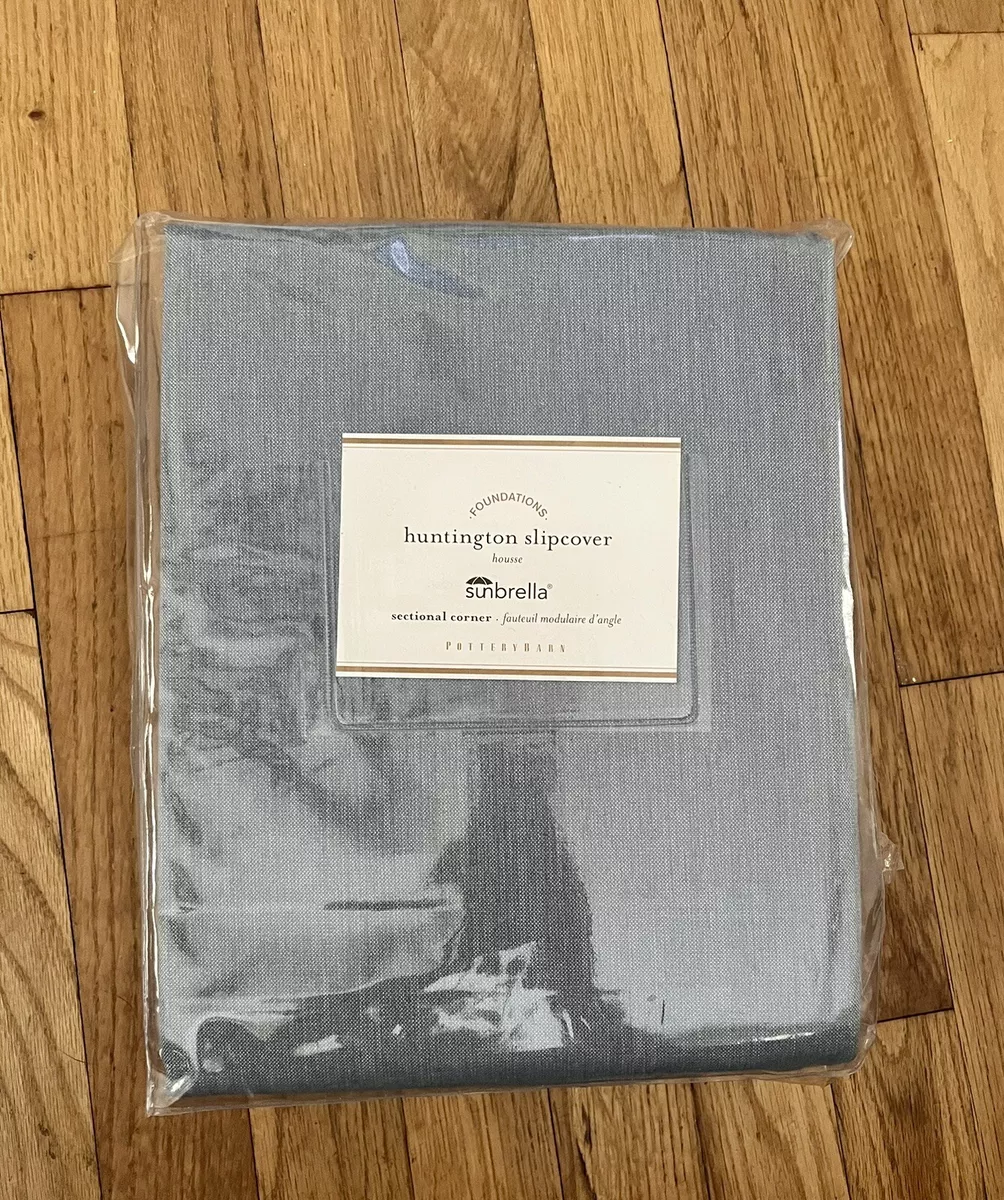 ·FOUNDATIONS·
huntington slipcover
housse
sunbrella®
sectional corner · fauteuil modulaire d'angle
POTTERYBARN